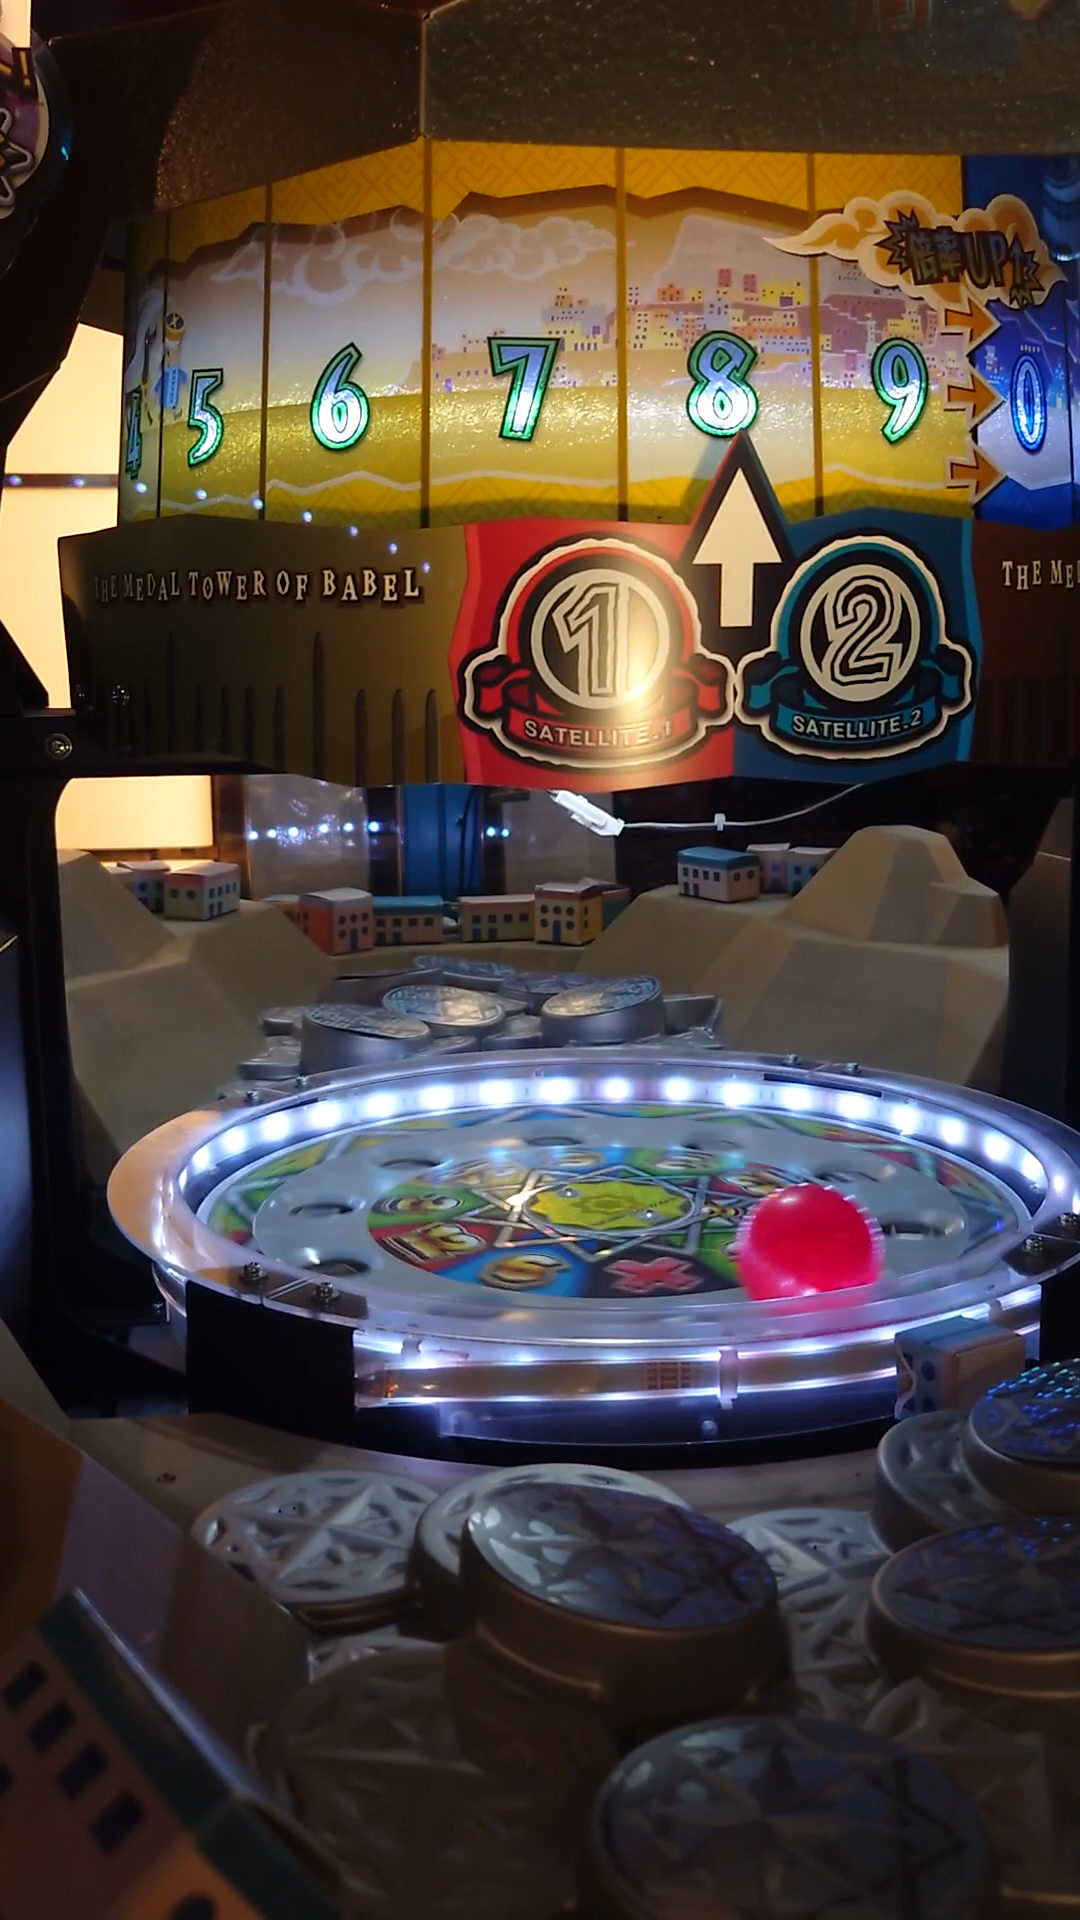 倍率UP!
4 5 6 7 8 9 0
THE MEDAL TOWER OF BABEL
1
SATELLITE.1
2
SATELLITE.2
THE ME